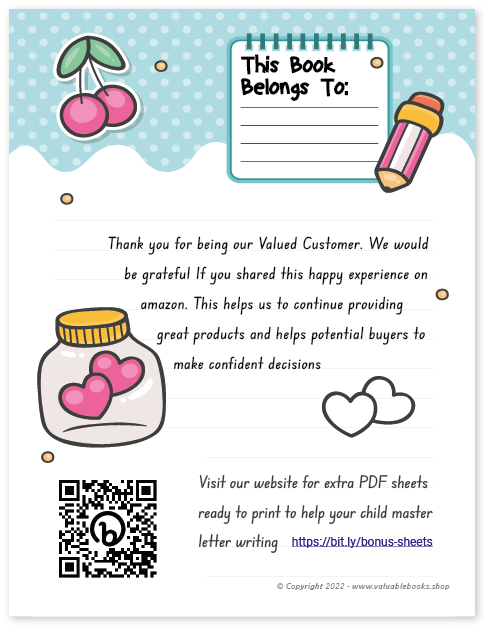 This Book
Belongs To:
Thank you for being our Valued Customer. We would
be grateful If you shared this happy experience on
amazon. This helps us to continue providing
great products and helps potential buyers to
make confident decisions
Visit our website for extra PDF sheets
ready to print to help your child master
letter writing https://bit.ly/bonus-sheets
© Copyright 2022 - www.valuablebooks.shop